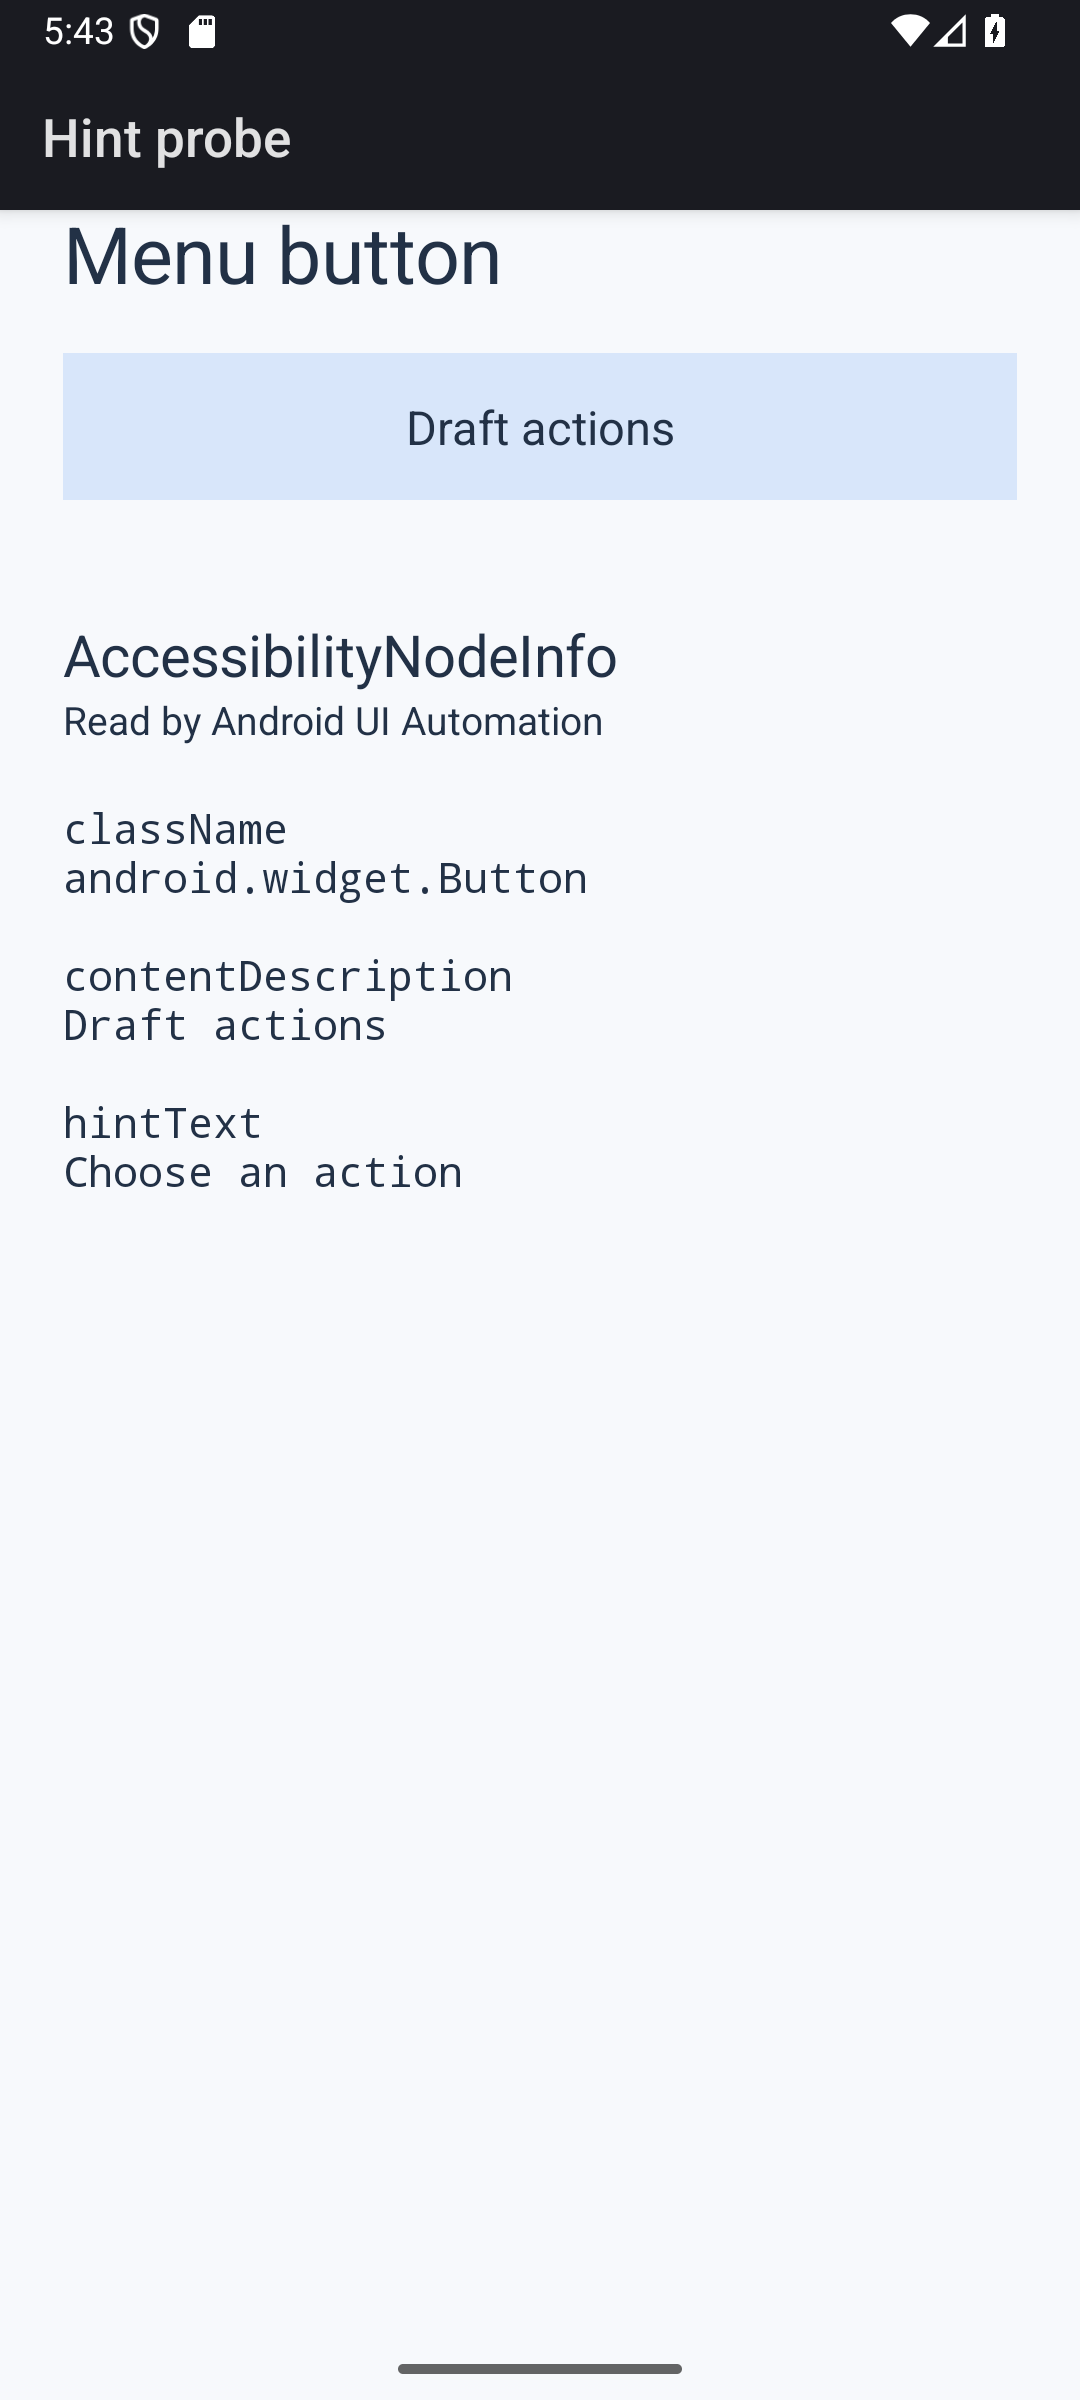 5:43
Hint probe
Menu button
Draft actions
AccessibilityNodeInfo
Read by Android UI Automation
className
android.widget.Button
contentDescription
Draft actions
hintText
Choose an action